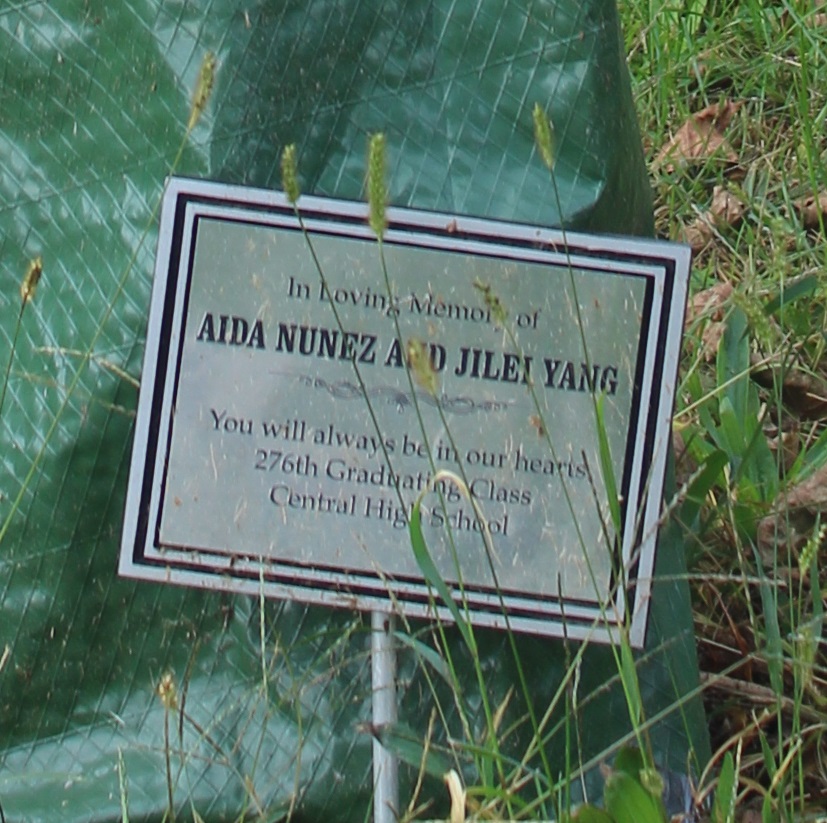 In Loving Memory of
AIDA NUNEZ AND JILEI YANG
You will always be in our hearts.
276th Graduating Class
Central High School